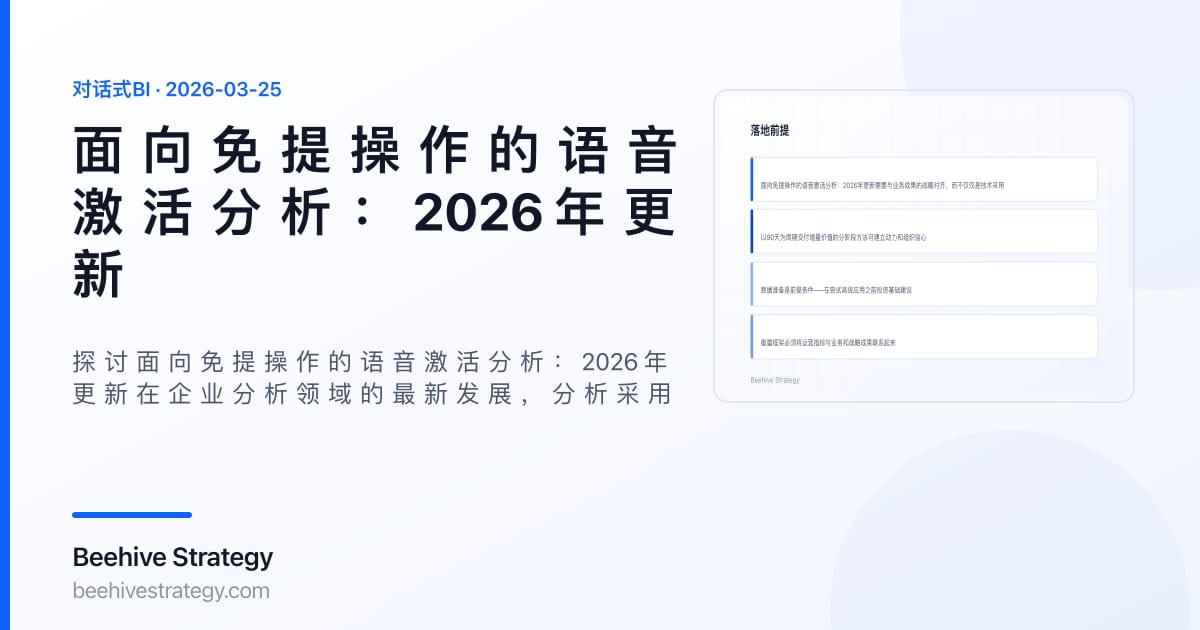 对话式BI · 2026-03-25
面向免提操作的语音
激活分析：2026年更
新
探讨面向免提操作的语音激活分析：2026年
更新在企业分析领域的最新发展，分析采用
Beehive Strategy
beehivestrategy.com
落地前提
面向免提操作的语音激活分析：2026年更新需要与业务成果的战略对齐，而不仅仅是技术采用
以90天为周期交付增量价值的分阶段方法可建立动力和组织信心
数据准备是前提条件——在尝试高级应用之前投资基础建设
衡量框架必须将运营指标与业务和战略成果联系起来
Beehive Strategy